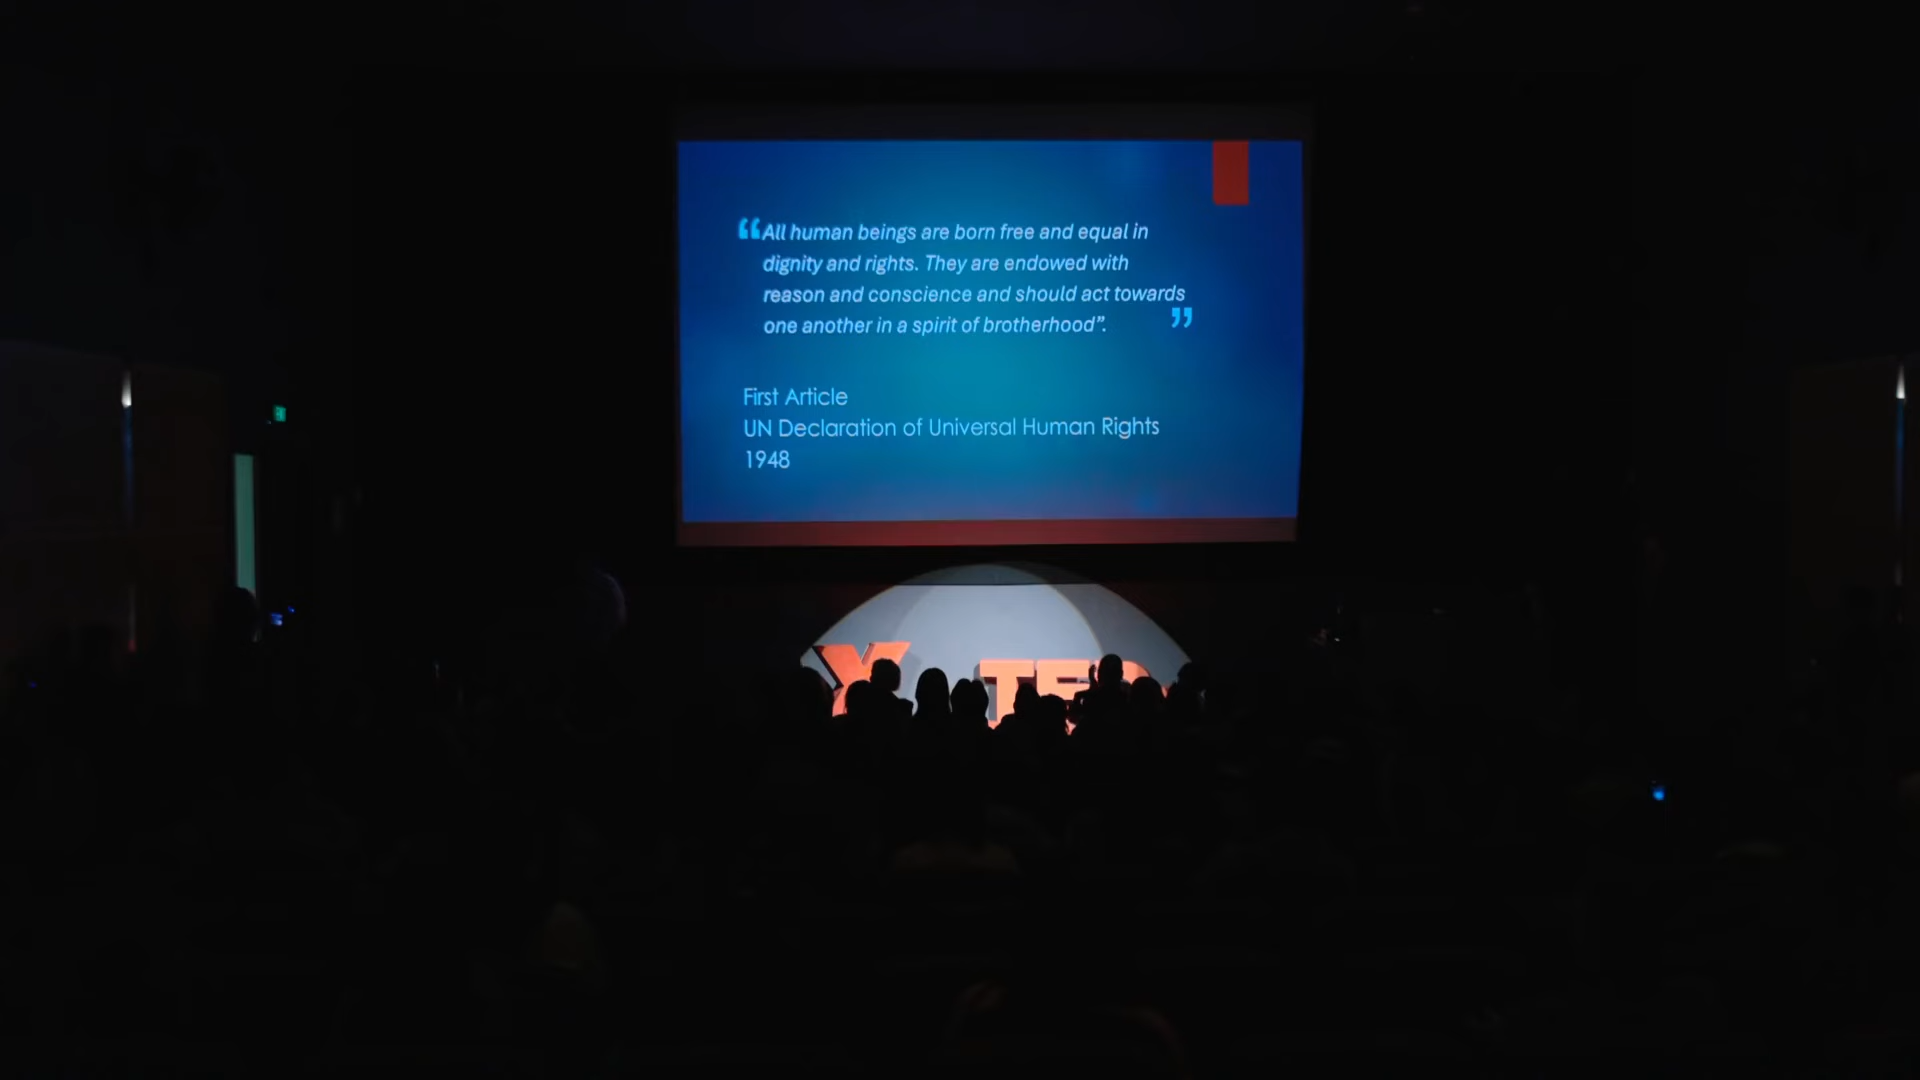 “All human beings are born free and equal in
dignity and rights. They are endowed with
reason and conscience and should act towards
one another in a spirit of brotherhood”. ”
First Article
UN Declaration of Universal Human Rights
1948
Y TED